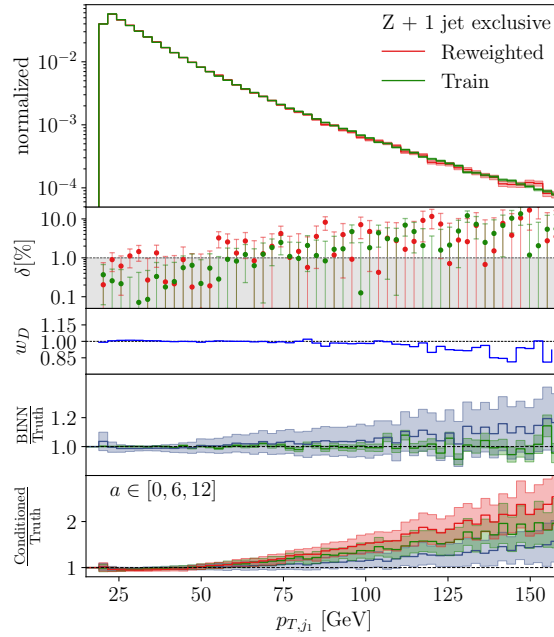 Z + 1 jet exclusive
Reweighted
Train
normalized
10^{-2}
10^{-3}
10^{-4}
δ[%]
10.0
1.0
0.1
w_D
1.15
1.00
0.85
BINN
Truth
1.2
1.0
Conditioned
Truth
a ∈ [0, 6, 12]
2
1
25 50 75 100 125 150
p_{T,j_1} [GeV]